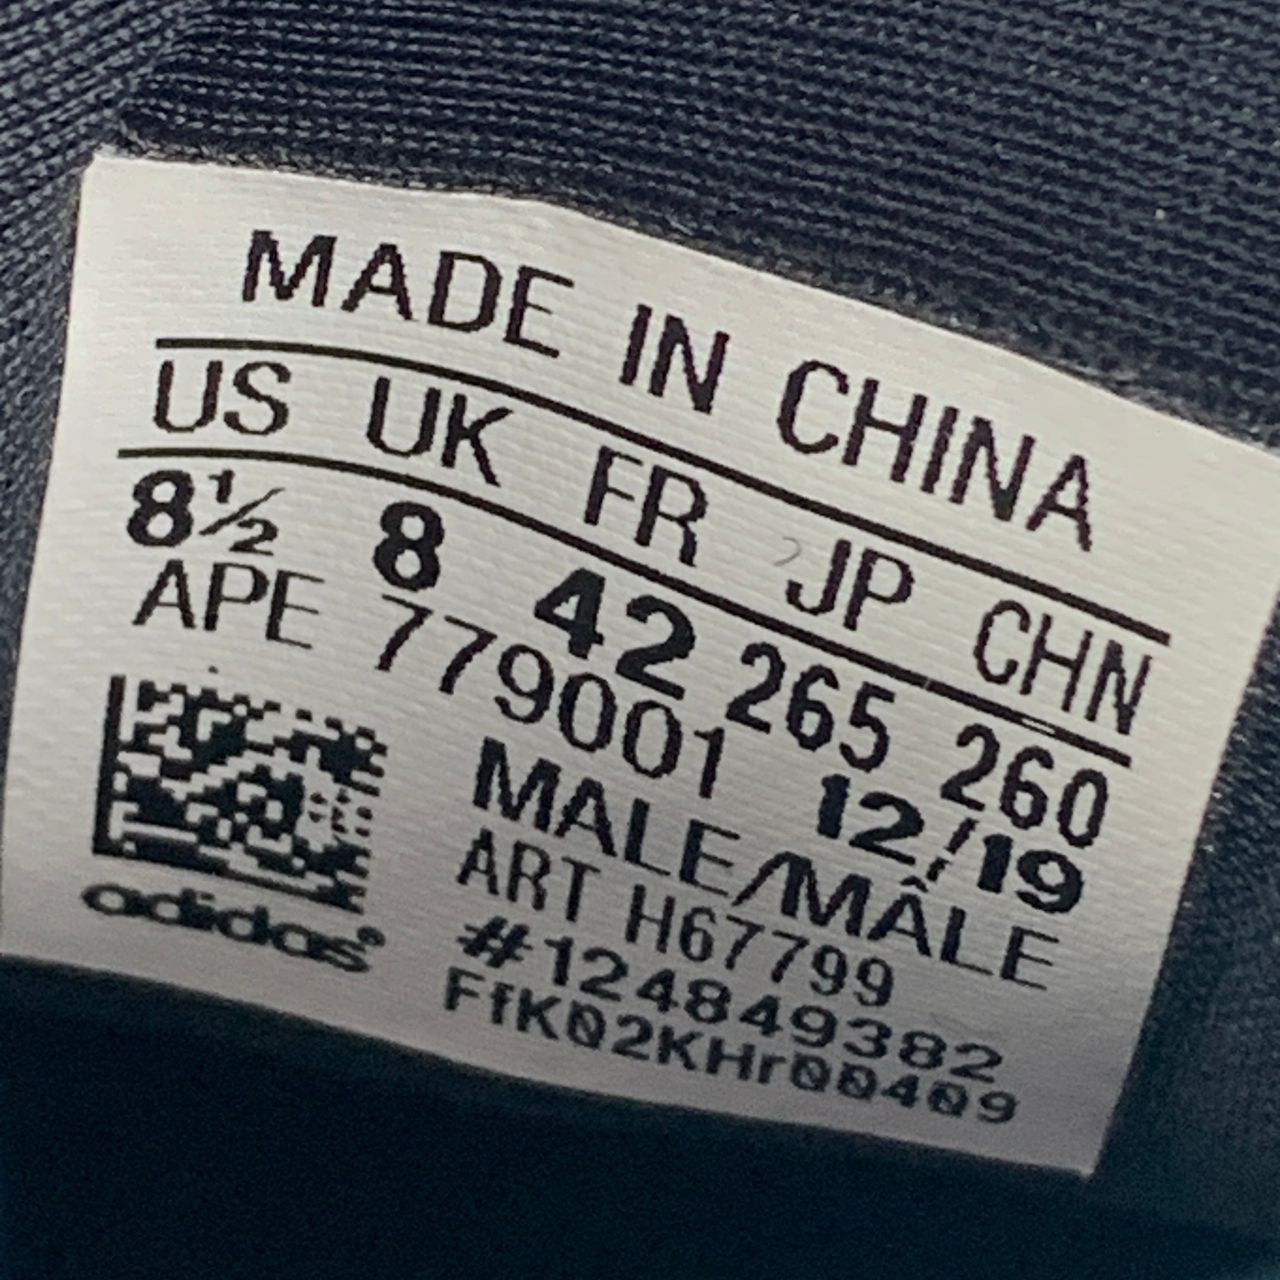 MADE IN CHINA
US UK FR JP CHN
8½ 8 42 265 260
APE 779001 12/19
MALE/MÂLE
ART H67799
#124849382
FfK02KHr00409
adidas